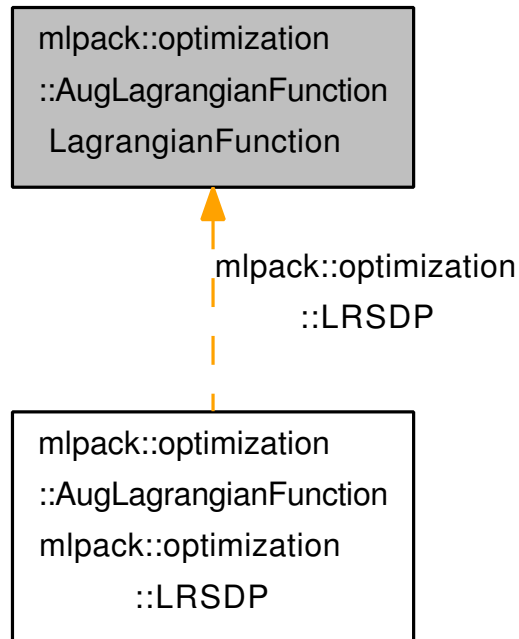 mlpack::optimization
::AugLagrangianFunction
LagrangianFunction
mlpack::optimization
::LRSDP
mlpack::optimization
::AugLagrangianFunction
mlpack::optimization
::LRSDP